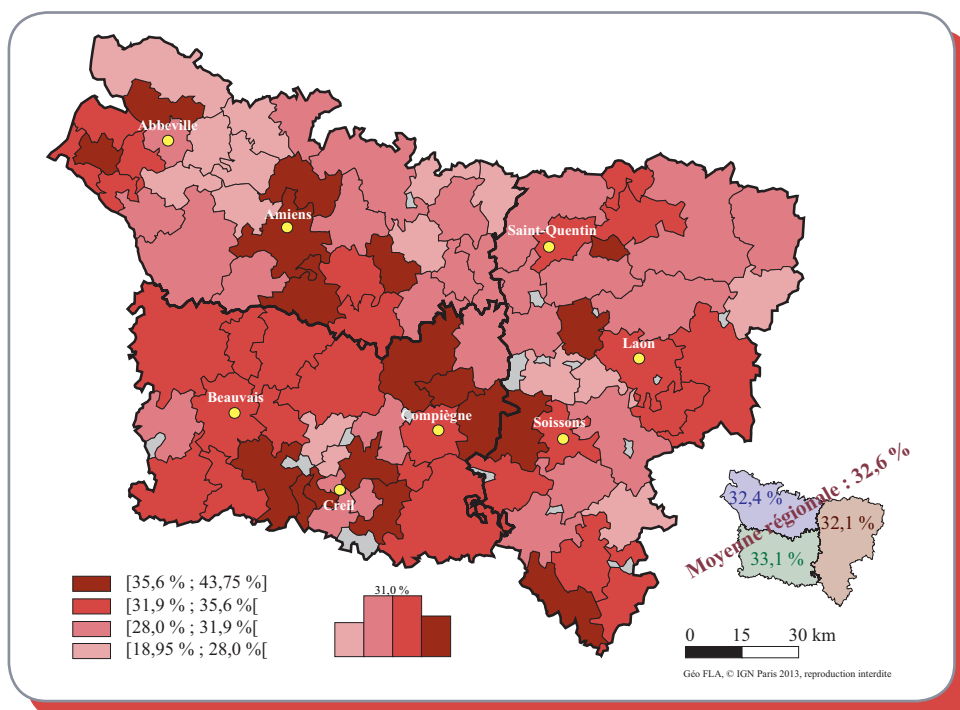 Abbeville
Amiens
Saint-Quentin
Laon
Beauvais
Compiègne
Soissons
Creil
Moyenne régionale : 32,6 %
32,4 %
32,1 %
33,1 %
[35,6 % ; 43,75 %]
[31,9 % ; 35,6 %[
[28,0 % ; 31,9 %[
[18,95 % ; 28,0 %[
31,0 %
0 15 30 km
Géo FLA, © IGN Paris 2013, reproduction interdite